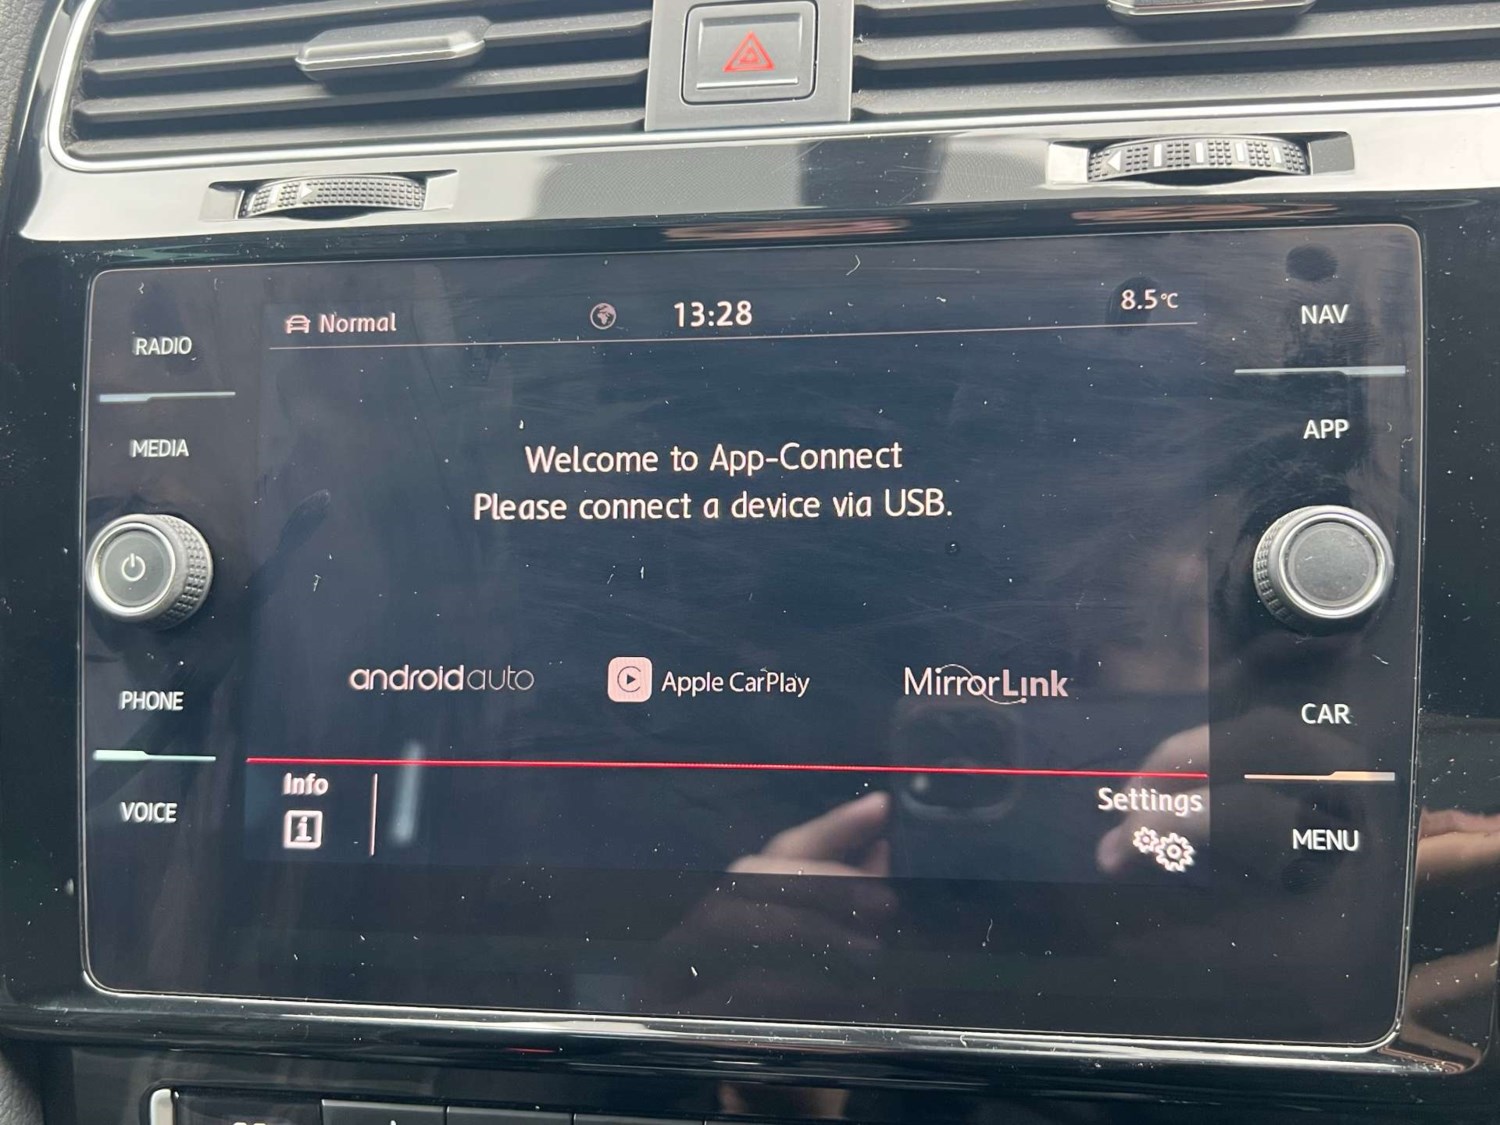 Normal 13:28 8.5°C
RADIO
NAV
MEDIA
APP
Welcome to App-Connect
Please connect a device via USB.
androidauto Apple CarPlay MirrorLink
PHONE
CAR
Info
Settings
VOICE
MENU